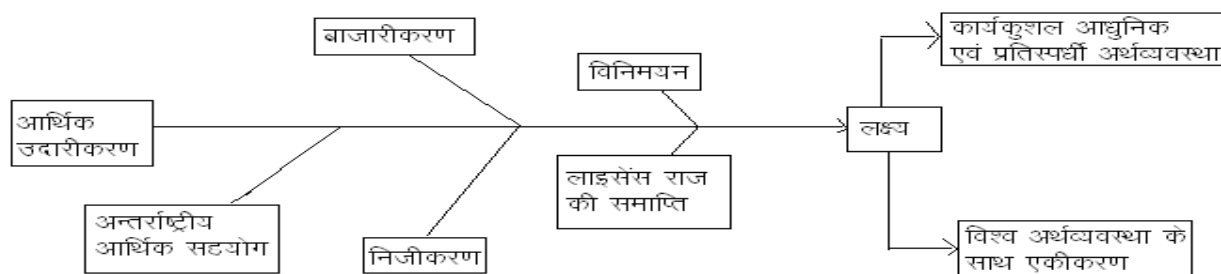 बाजारीकरण
विनिमयन
कार्यकुशल आधुनिक
एवं प्रतिस्पर्धी अर्थव्यवस्था
आर्थिक
उदारीकरण
लक्ष्य
लाइसेंस राज
की समाप्ति
अन्तर्राष्ट्रीय
आर्थिक सडयोग
निजीकरण
विश्व अर्थव्यवस्था के
साथ एकीकरण